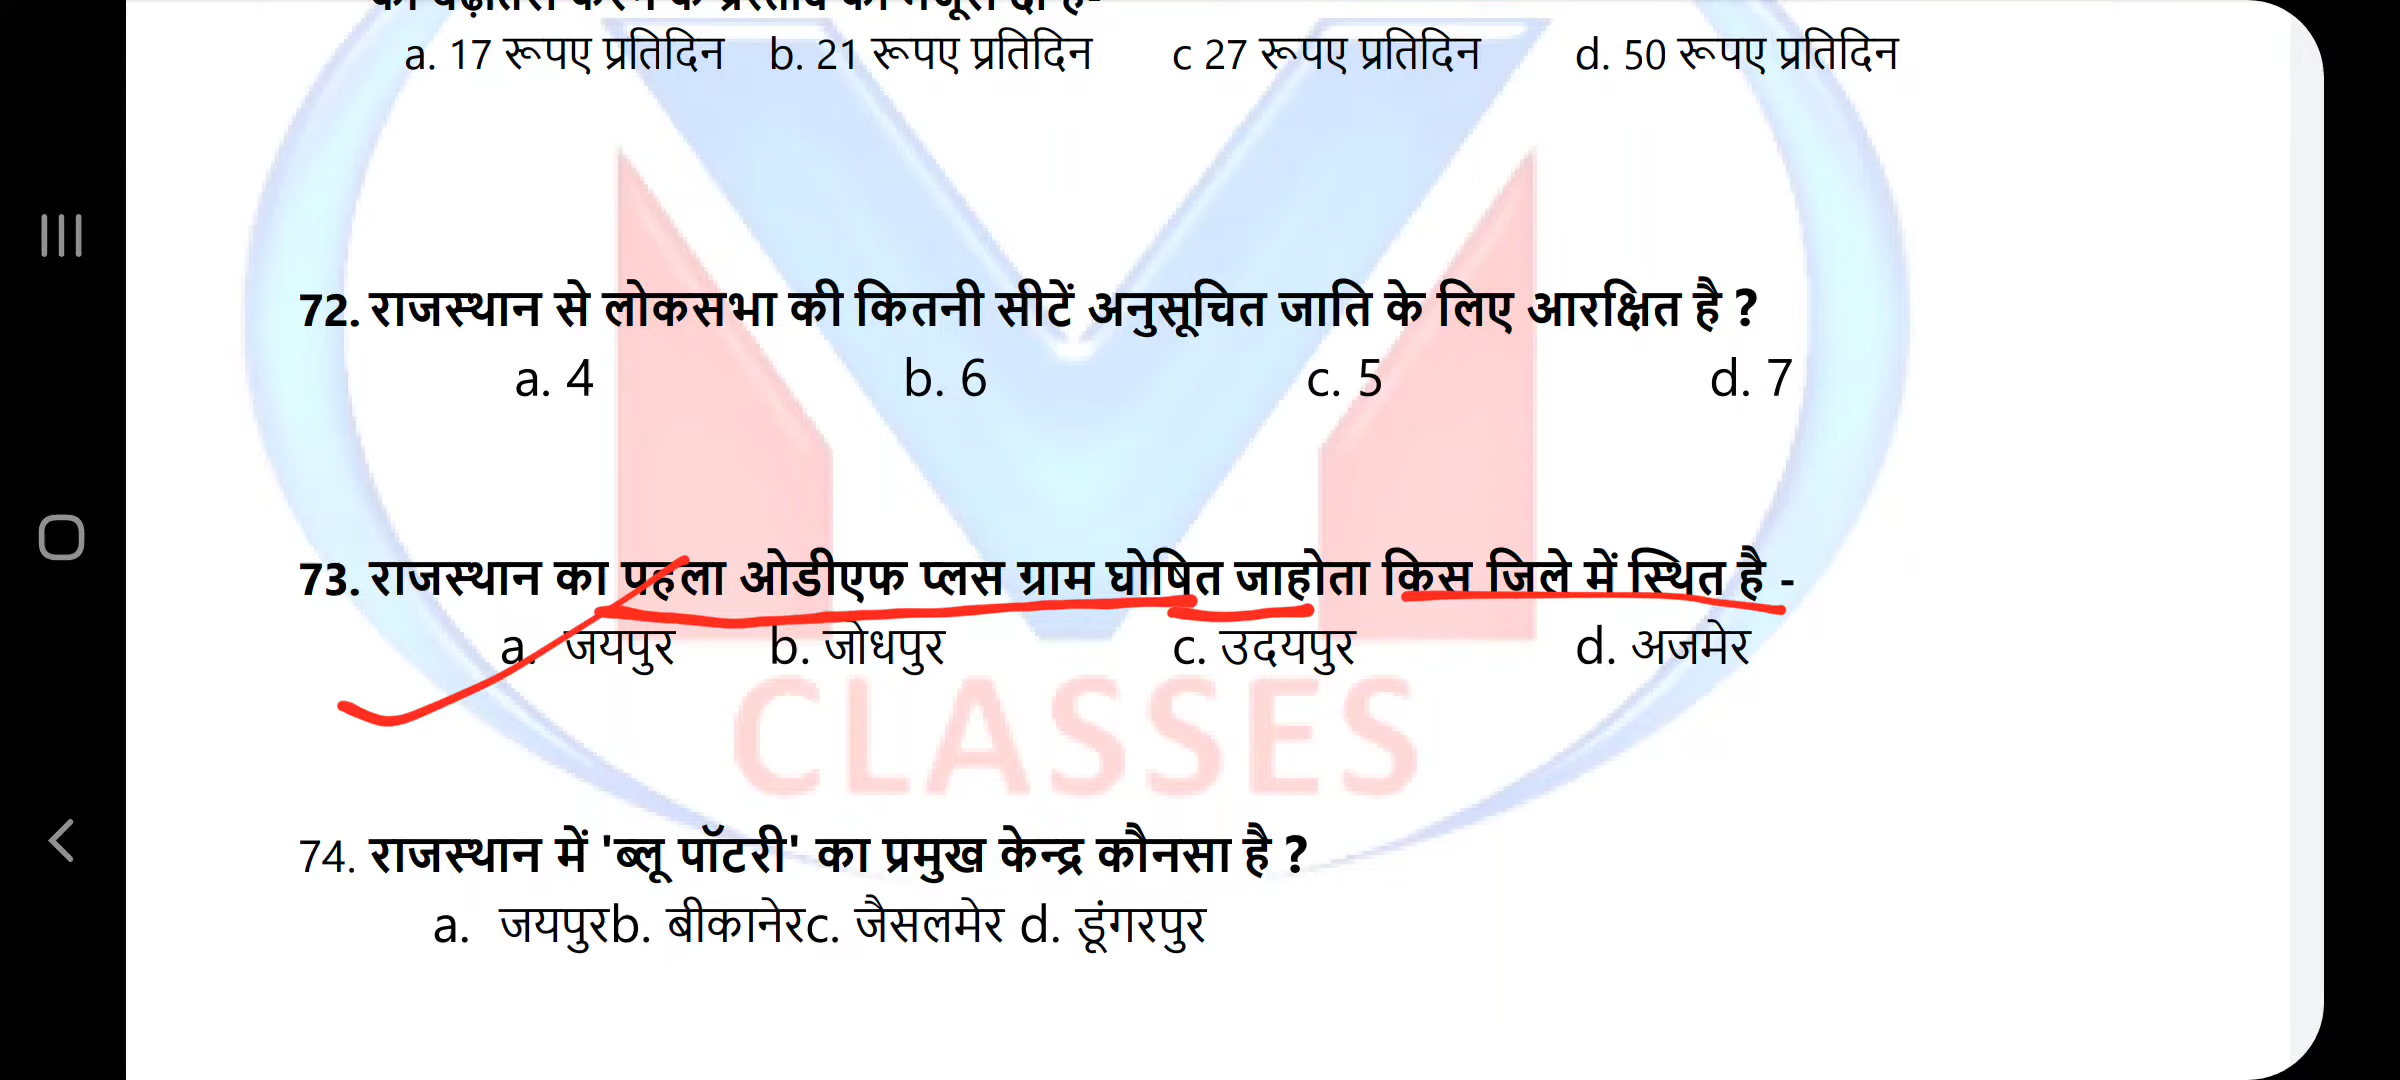 a. 17 रूपए प्रतिदिन b. 21 रूपए प्रतिदिन c 27 रूपए प्रतिदिन d. 50 रूपए प्रतिदिन
72. राजस्थान से लोकसभा की कितनी सीटें अनुसूचित जाति के लिए आरक्षित है ?
a. 4 b. 6 c. 5 d. 7
73. राजस्थान का पहला ओडीएफ प्लस ग्राम घोषित जाहोता किस जिले में स्थित है -
a. जयपुर b. जोधपुर c. उदयपुर d. अजमेर
CLASSES
74. राजस्थान में 'ब्लू पॉटरी' का प्रमुख केन्द्र कौनसा है ?
a. जयपुरb. बीकानेरc. जैसलमेर d. डूंगरपुर